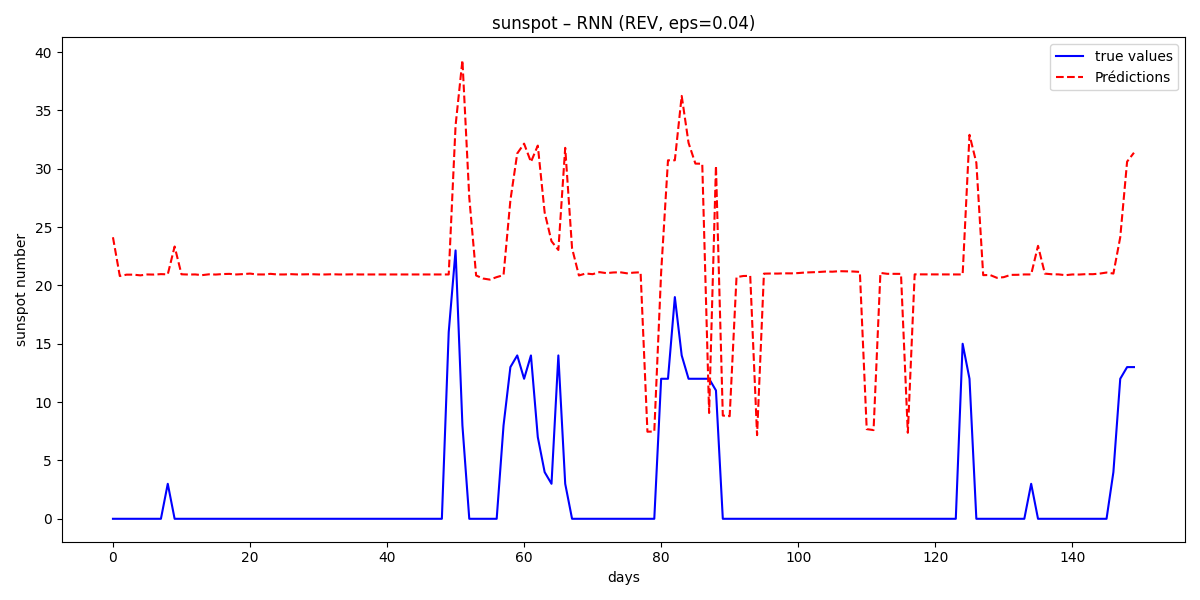 sunspot – RNN (REV, eps=0.04)
true values
Prédictions
sunspot number
40
35
30
25
20
15
10
5
0
0 20 40 60 80 100 120 140
days